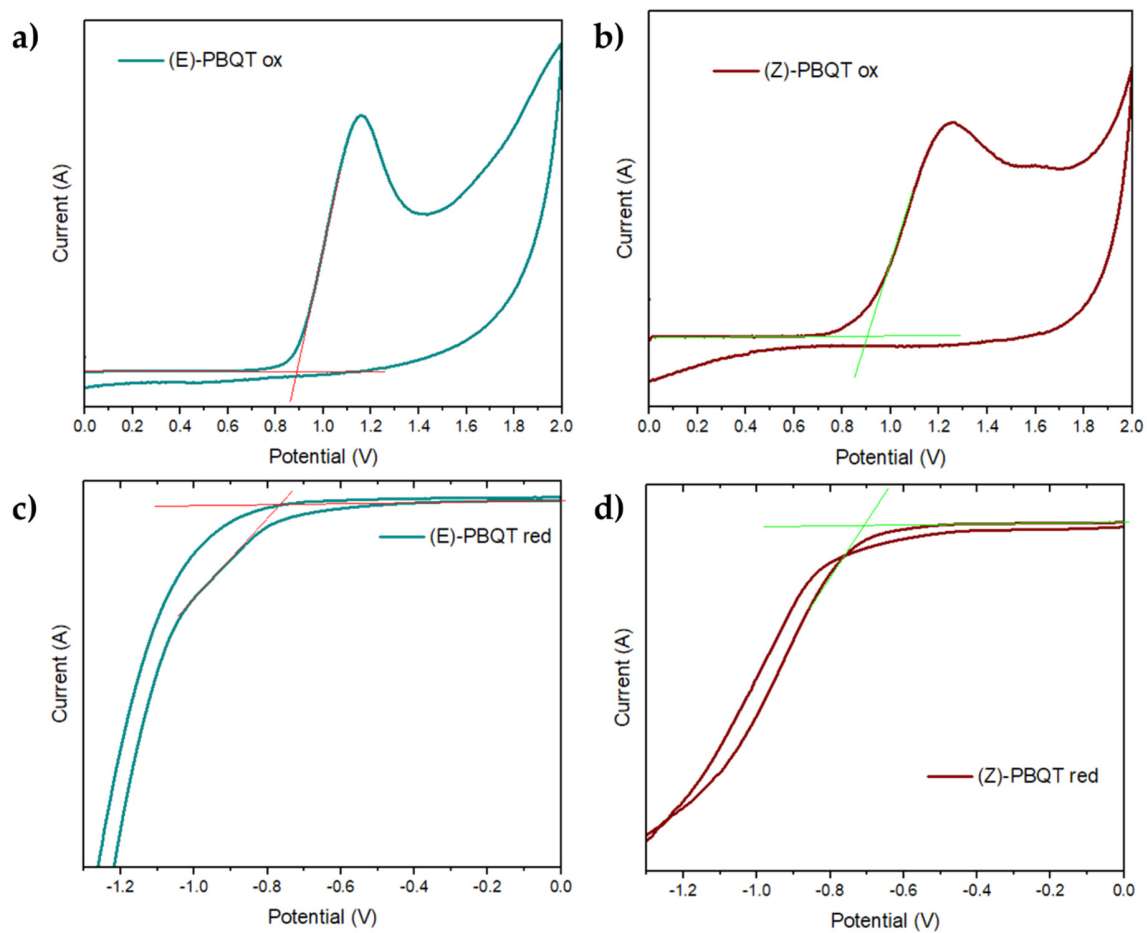 a)
(E)-PBQT ox
Current (A)
0.0 0.2 0.4 0.6 0.8 1.0 1.2 1.4 1.6 1.8 2.0
Potential (V)
b)
(Z)-PBQT ox
Current (A)
0.0 0.2 0.4 0.6 0.8 1.0 1.2 1.4 1.6 1.8 2.0
Potential (V)
c)
(E)-PBQT red
Current (A)
-1.2 -1.0 -0.8 -0.6 -0.4 -0.2 0.0
Potential (V)
d)
(Z)-PBQT red
Current (A)
-1.2 -1.0 -0.8 -0.6 -0.4 -0.2 0.0
Potential (V)